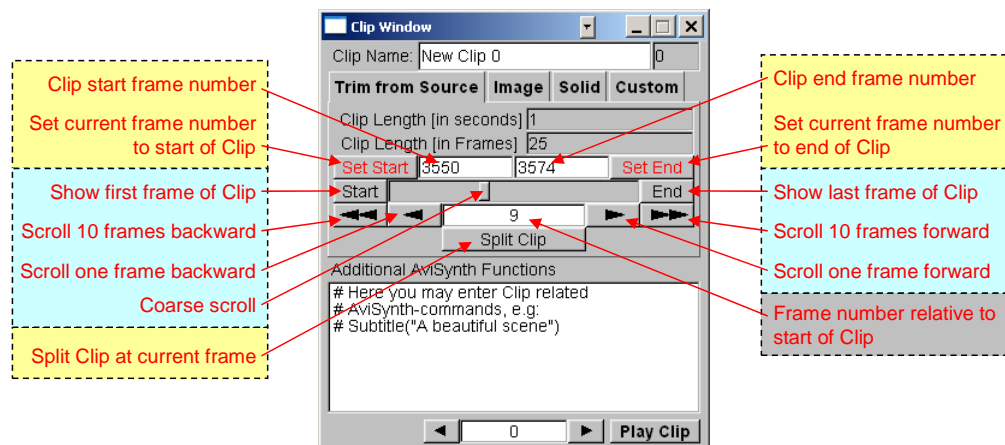 Clip Window
Clip Name: New Clip 0 0
Trim from Source Image Solid Custom
Clip Length [in seconds] 1
Clip Length [in Frames] 25
Set Start 3550 3574 Set End
Start End
9
Split Clip
Additional AviSynth Functions
# Here you may enter Clip related
# AviSynth-commands, e.g:
# Subtitle("A beautiful scene")
0 Play Clip
Clip start frame number
Set current frame number
to start of Clip
Show first frame of Clip
Scroll 10 frames backward
Scroll one frame backward
Coarse scroll
Split Clip at current frame
Clip end frame number
Set current frame number
to end of Clip
Show last frame of Clip
Scroll 10 frames forward
Scroll one frame forward
Frame number relative to
start of Clip